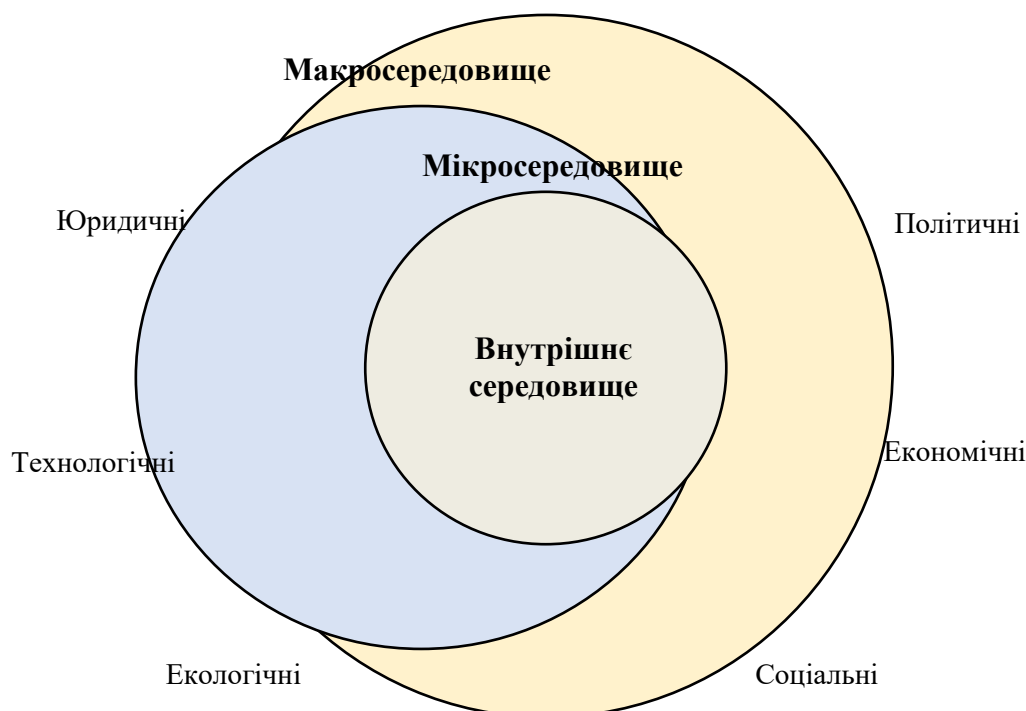 Макросередовище
Мікросередовище
Юридичні
Політичні
Внутрішнє
середовище
Технологічні
Економічні
Екологічні
Соціальні